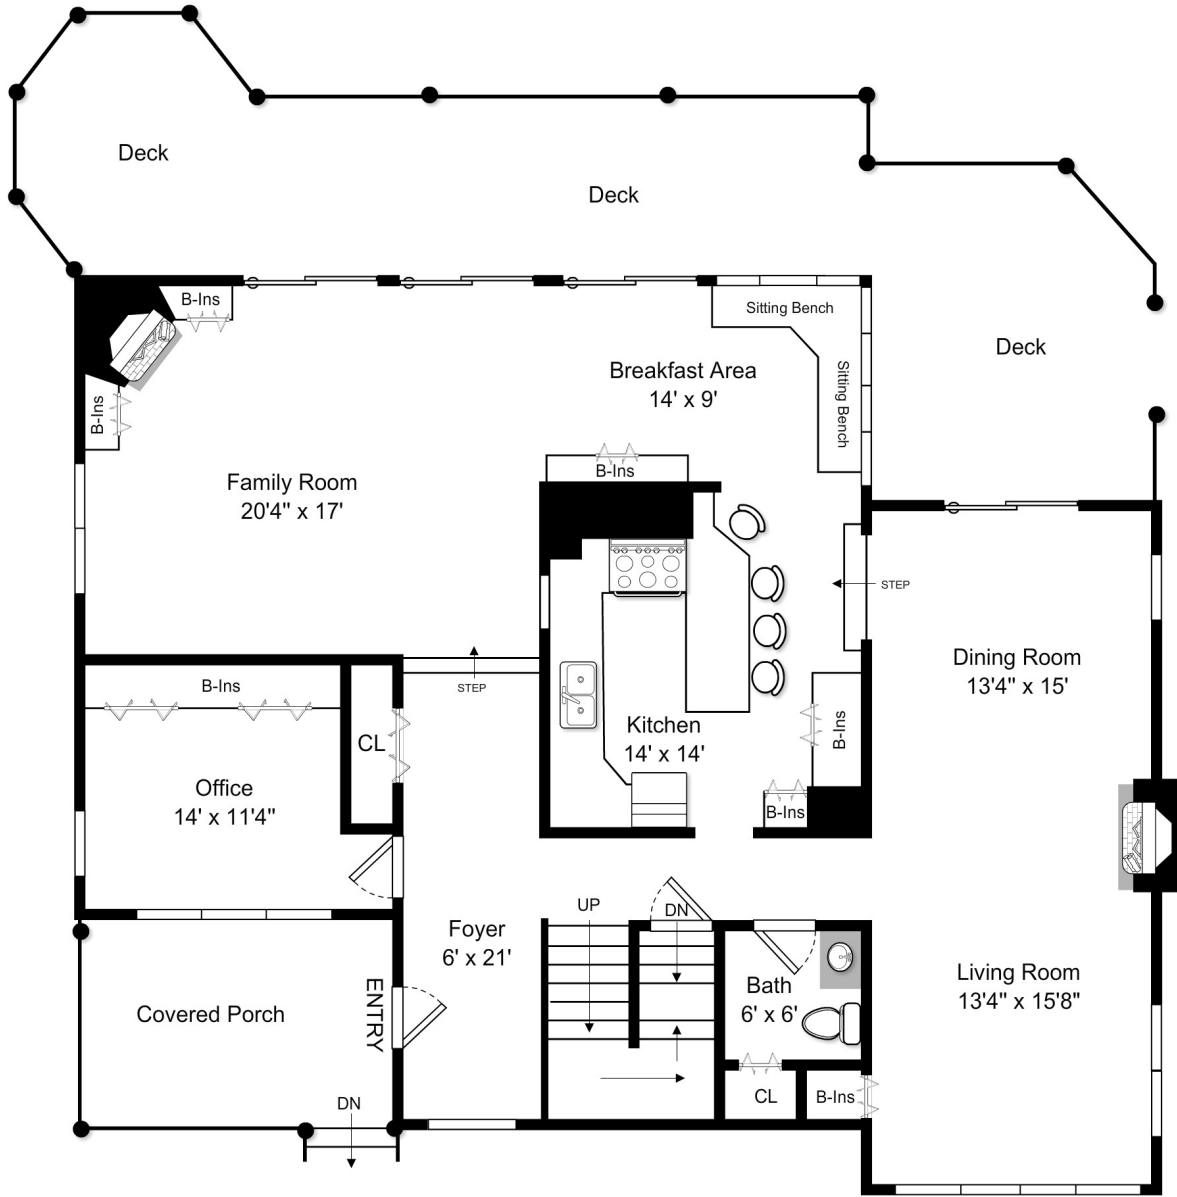 Deck
Deck
B-Ins
Sitting Bench
Deck
Breakfast Area
14' x 9'
Sitting Bench
B-Ins
B-Ins
Family Room
20'4" x 17'
STEP
Dining Room
13'4" x 15'
B-Ins
STEP
CL
Kitchen
14' x 14'
B-Ins
Office
14' x 11'4"
B-Ins
UP
DN
Foyer
6' x 21'
Living Room
13'4" x 15'8"
Bath
6' x 6'
Covered Porch
ENTRY
CL
B-Ins
DN